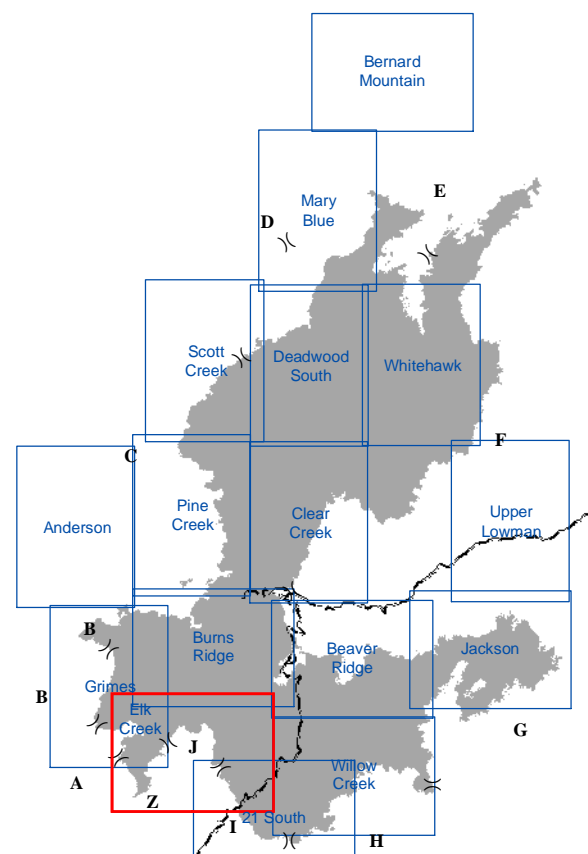 Bernard
Mountain
E
Mary
Blue
D
Scott
Creek
Deadwood
South
Whitehawk
F
C
Pine
Creek
Clear
Creek
Upper
Lowman
Anderson
B
Burns
Ridge
Beaver
Ridge
Jackson
B
Grimes
Elk
Creek
G
J
A
Z
Willow
Creek
I
21 South
H